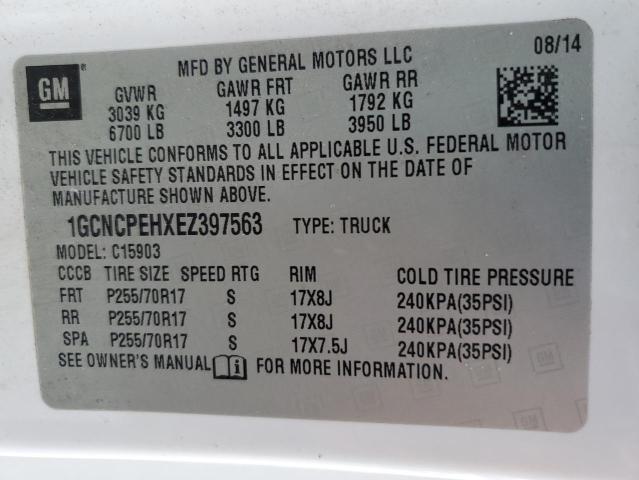 GM
MFD BY GENERAL MOTORS LLC
08/14
GVWR GAWR FRT GAWR RR
3039 KG 1497 KG 1792 KG
6700 LB 3300 LB 3950 LB
THIS VEHICLE CONFORMS TO ALL APPLICABLE U.S. FEDERAL MOTOR
VEHICLE SAFETY STANDARDS IN EFFECT ON THE DATE OF
MANUFACTURE SHOWN ABOVE.
1GCNCPEHXEZ397563 TYPE: TRUCK
MODEL: C15903
CCCB TIRE SIZE SPEED RTG RIM COLD TIRE PRESSURE
FRT P255/70R17 S 17X8J 240KPA(35PSI)
RR P255/70R17 S 17X8J 240KPA(35PSI)
SPA P255/70R17 S 17X7.5J 240KPA(35PSI)
SEE OWNER'S MANUAL i FOR MORE INFORMATION.